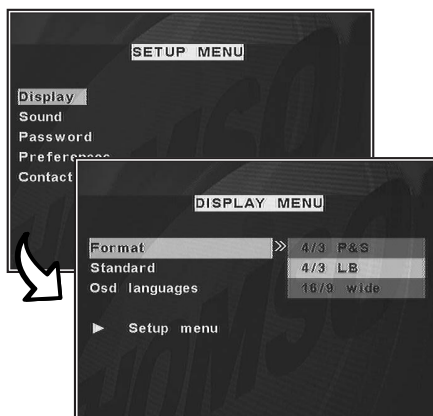 SETUP MENU
Display
Sound
Password
Preferences
Contact
DISPLAY MENU
Format » 4/3 P&S
Standard 4/3 LB
Osd languages 16/9 wide
► Setup menu